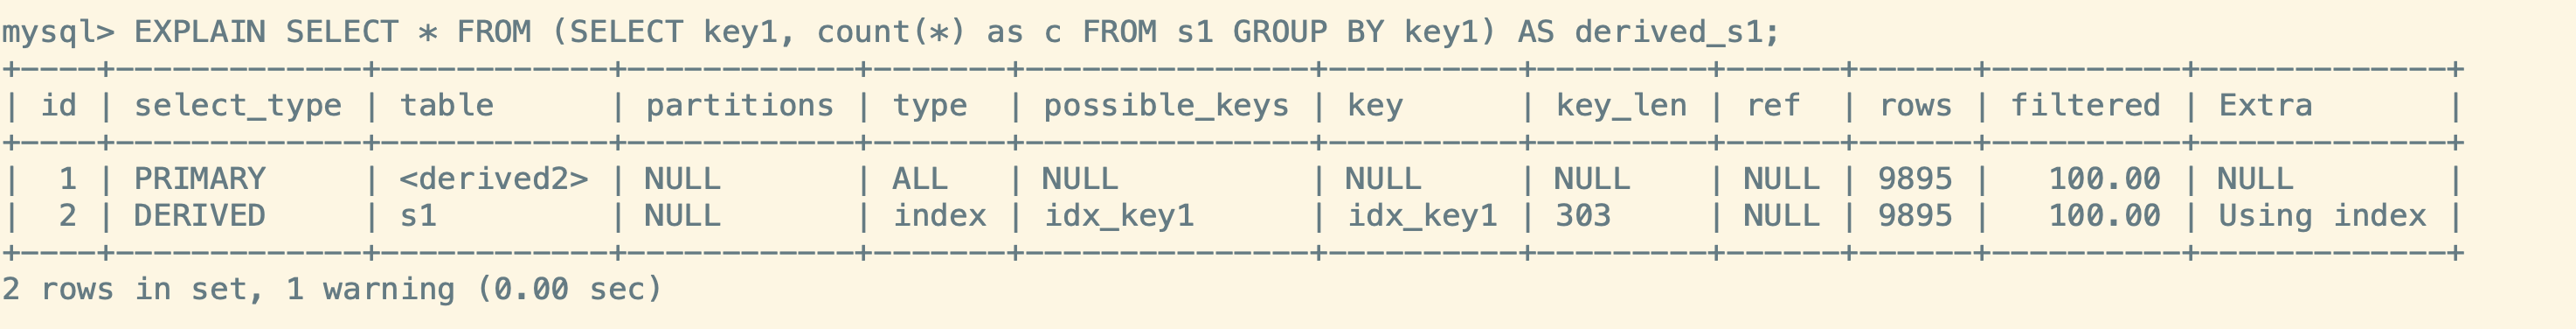 mysql> EXPLAIN SELECT * FROM (SELECT key1, count(*) as c FROM s1 GROUP BY key1) AS derived_s1;
+----+-------------+------------+------------+-------+---------------+----------+---------+------+------+----------+-------------+
| id | select_type | table      | partitions | type  | possible_keys | key      | key_len | ref  | rows | filtered | Extra       |
+----+-------------+------------+------------+-------+---------------+----------+---------+------+------+----------+-------------+
|  1 | PRIMARY     | <derived2> | NULL       | ALL   | NULL          | NULL     | NULL    | NULL | 9895 |   100.00 | NULL        |
|  2 | DERIVED     | s1         | NULL       | index | idx_key1      | idx_key1 | 303     | NULL | 9895 |   100.00 | Using index |
+----+-------------+------------+------------+-------+---------------+----------+---------+------+------+----------+-------------+
2 rows in set, 1 warning (0.00 sec)